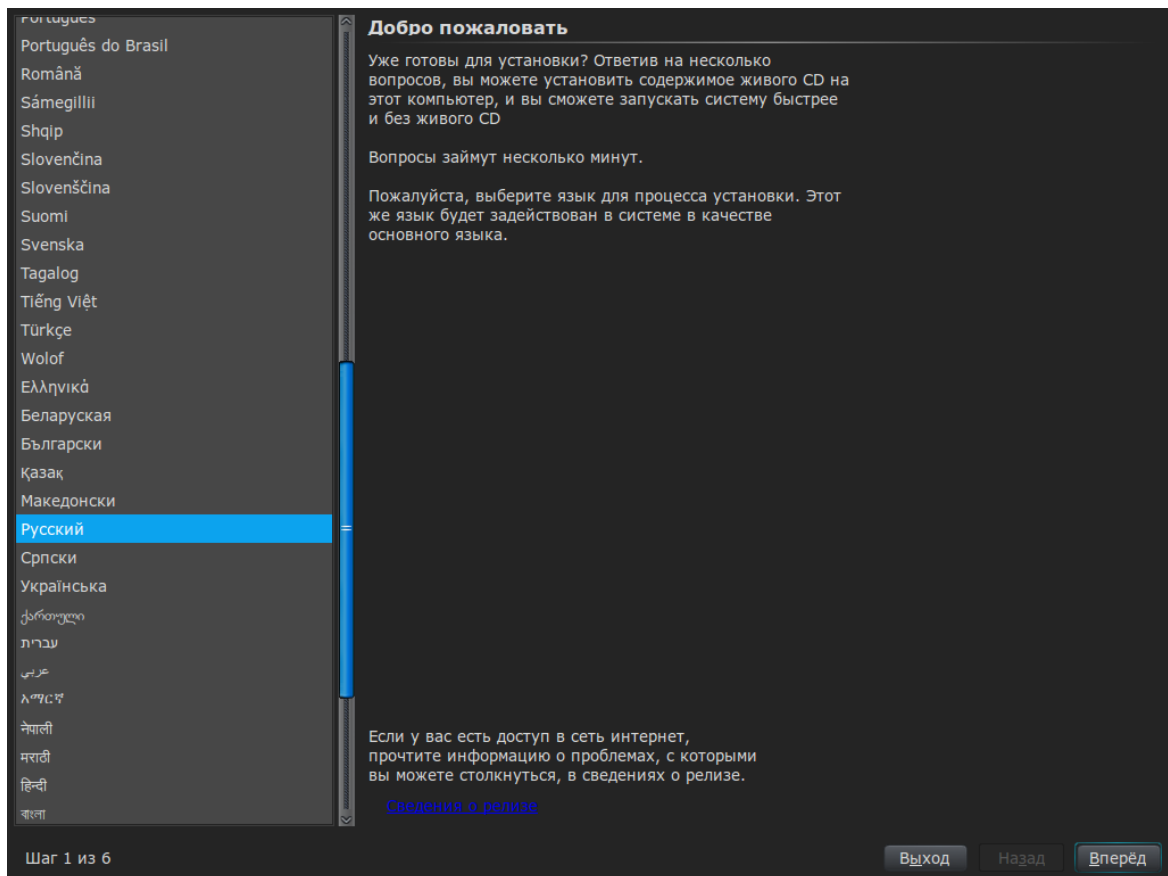 Português
Português do Brasil
Română
Sámegillii
Shqip
Slovenčina
Slovenščina
Suomi
Svenska
Tagalog
Tiếng Việt
Türkçe
Wolof
Ελληνικά
Беларуская
Български
Қазақ
Македонски
Русский
Српски
Українська
ქართული
עברית
عربي
አማርኛ
नेपाली
मराठी
हिन्दी
বাংলা
Добро пожаловать
Уже готовы для установки? Ответив на несколько
вопросов, вы можете установить содержимое живого CD на
этот компьютер, и вы сможете запускать систему быстрее
и без живого CD
Вопросы займут несколько минут.
Пожалуйста, выберите язык для процесса установки. Этот
же язык будет задействован в системе в качестве
основного языка.
Если у вас есть доступ в сеть интернет,
прочтите информацию о проблемах, с которыми
вы можете столкнуться, в сведениях о релизе.
Сведения о релизе
Шаг 1 из 6
Выход
Назад
Вперёд